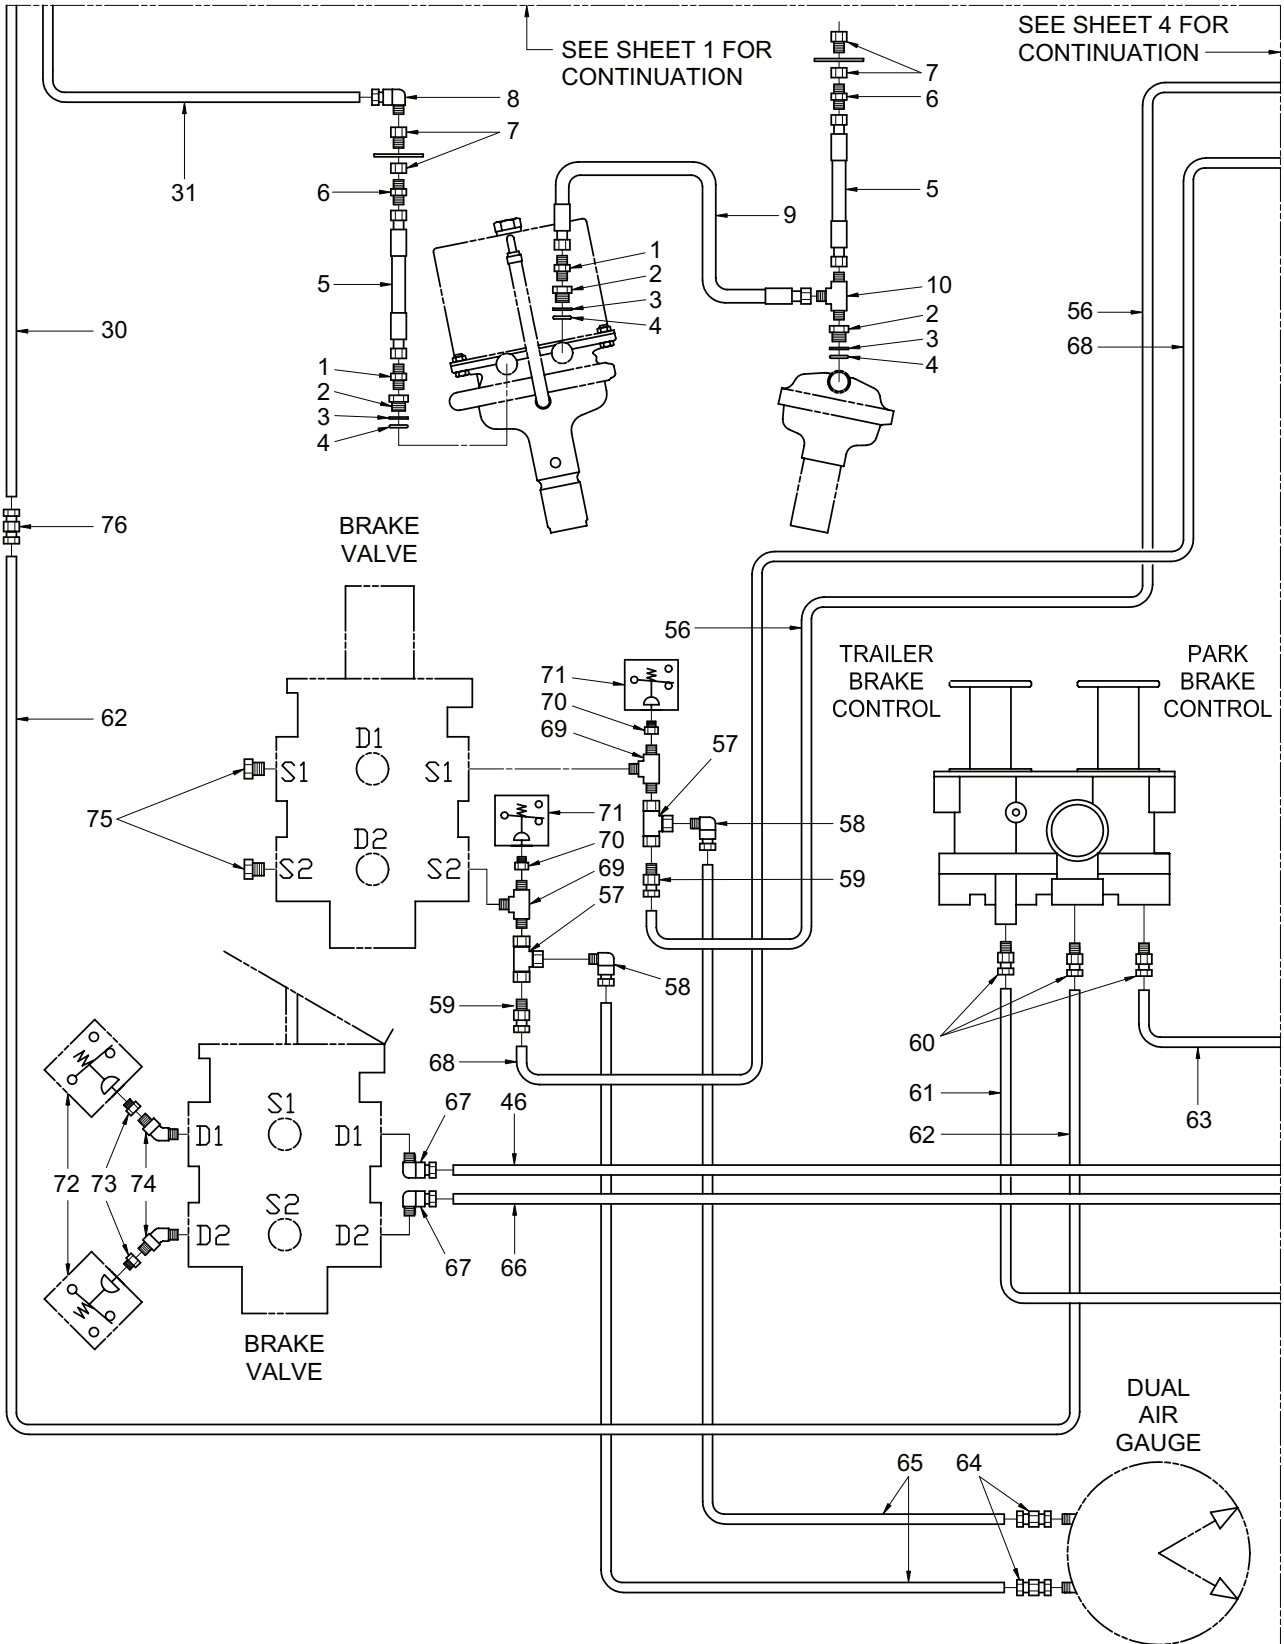 SEE SHEET 1 FOR
CONTINUATION
SEE SHEET 4 FOR
CONTINUATION
8
7
31
6
5
1
2
3
4
30
9
1
2
3
4
7
6
5
10
2
3
4
56
68
76
BRAKE
VALVE
56
TRAILER
BRAKE
CONTROL
PARK
BRAKE
CONTROL
62
71
70
69
57
58
59
75
S1
D1
S1
S2
D2
S2
71
70
69
57
58
59
68
60
61
62
63
72
73
74
D1
S1
D1
D2
S2
D2
67
46
67
66
BRAKE
VALVE
65
64
DUAL
AIR
GAUGE